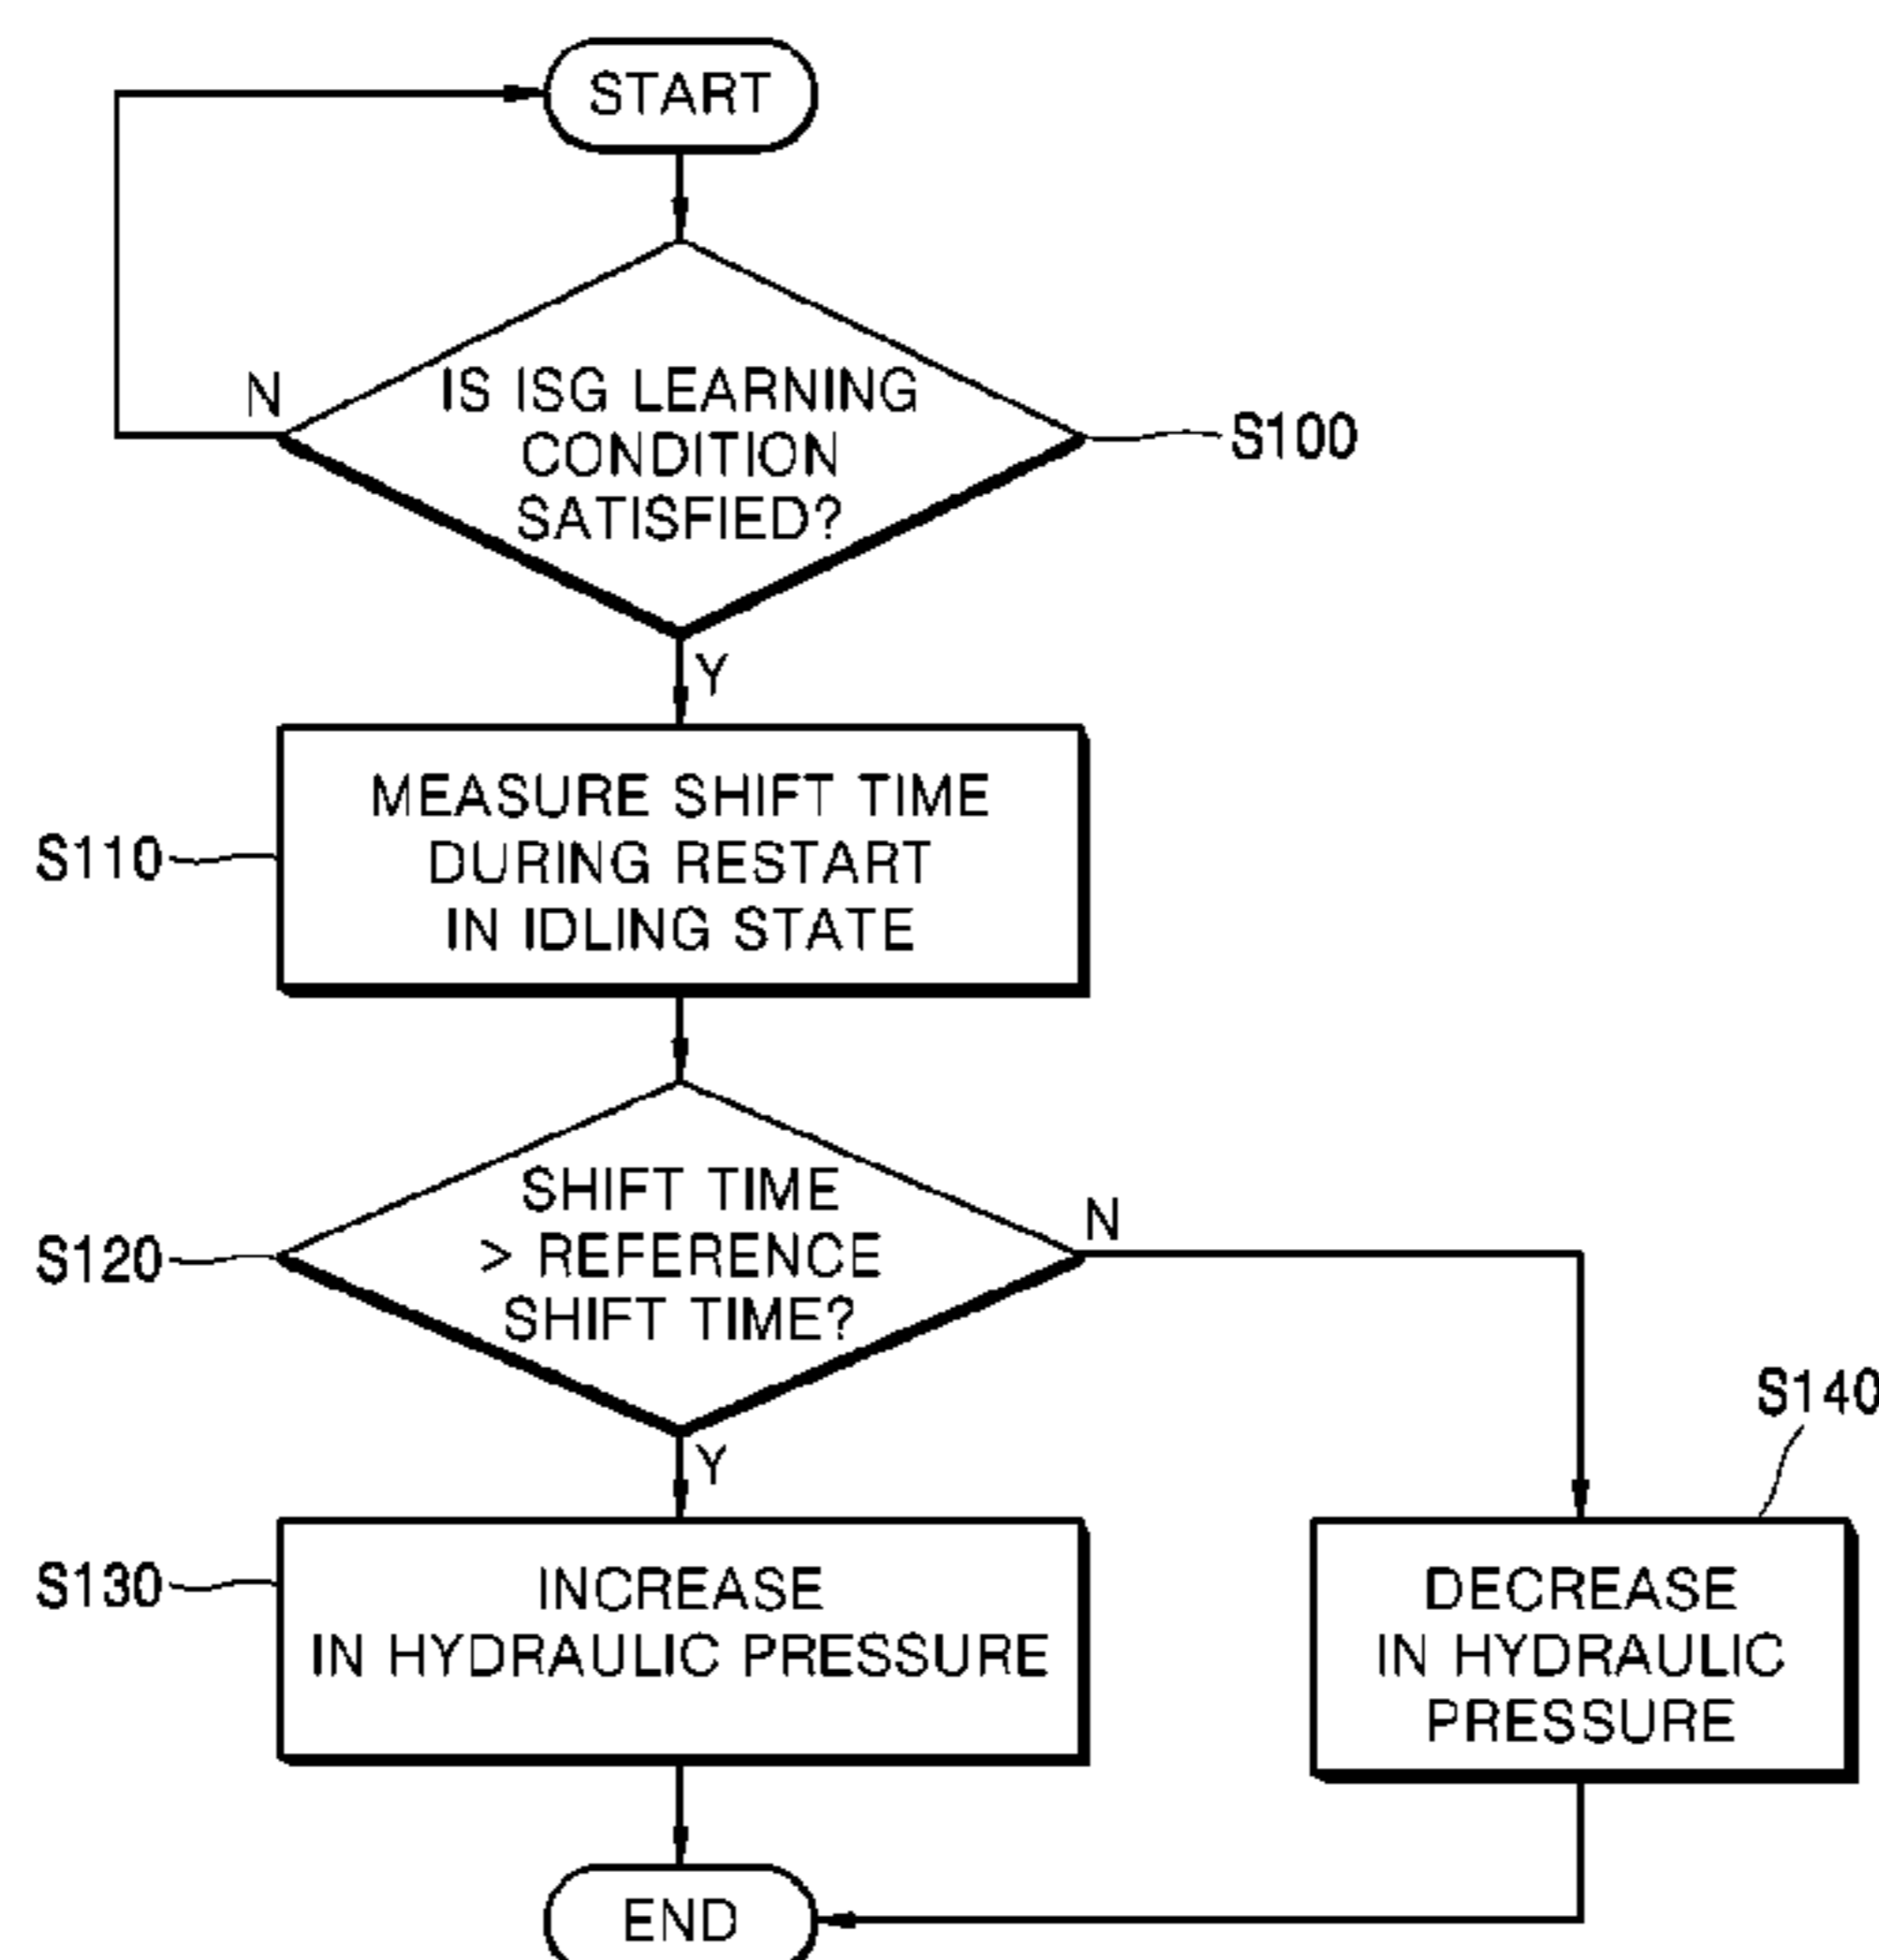 START
N
IS ISG LEARNING
CONDITION
SATISFIED?
S100
Y
MEASURE SHIFT TIME
DURING RESTART
IN IDLING STATE
S110
SHIFT TIME
> REFERENCE
SHIFT TIME?
S120
N
Y
S140
INCREASE
IN HYDRAULIC PRESSURE
S130
DECREASE
IN HYDRAULIC
PRESSURE
END